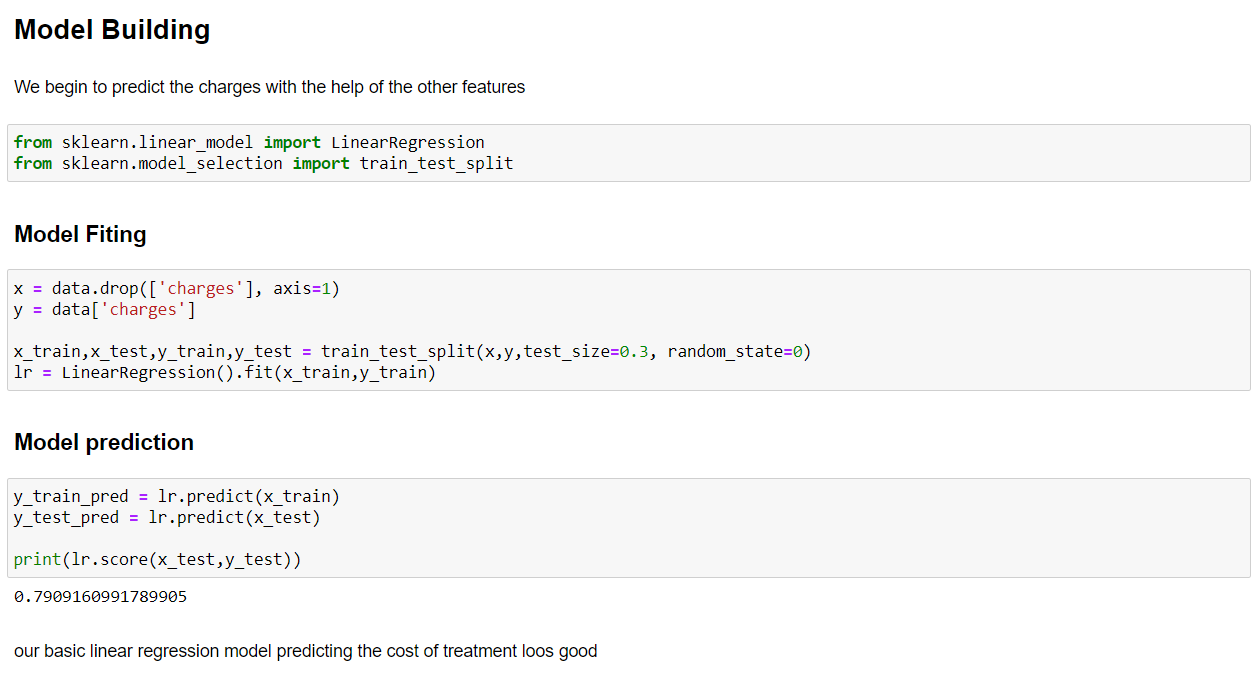 Model Building
We begin to predict the charges with the help of the other features
from sklearn.linear_model import LinearRegression
from sklearn.model_selection import train_test_split
Model Fiting
x = data.drop(['charges'], axis=1)
y = data['charges']
x_train,x_test,y_train,y_test = train_test_split(x,y,test_size=0.3, random_state=0)
lr = LinearRegression().fit(x_train,y_train)
Model prediction
y_train_pred = lr.predict(x_train)
y_test_pred = lr.predict(x_test)
print(lr.score(x_test,y_test))
0.7909160991789905
our basic linear regression model predicting the cost of treatment loos good